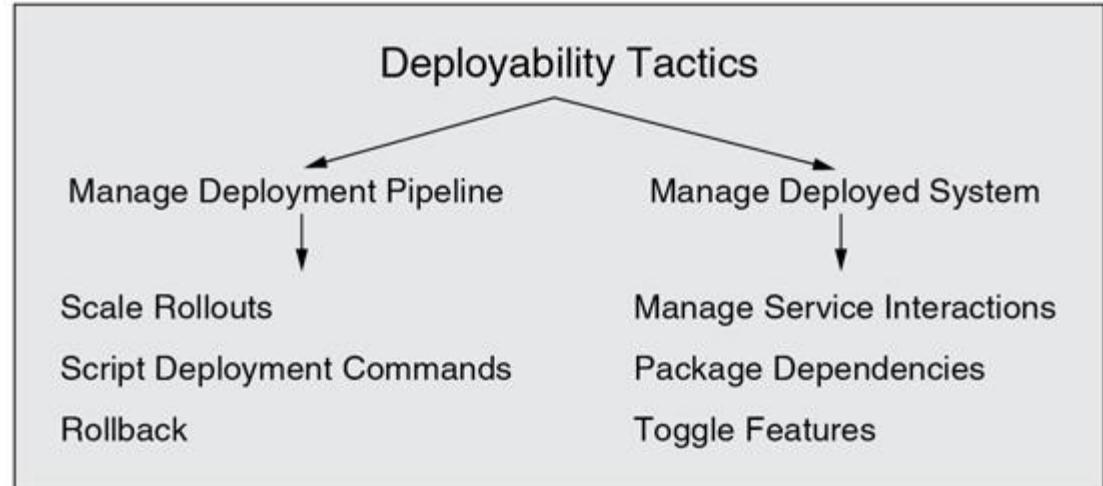 Deployability Tactics
Manage Deployment Pipeline
Manage Deployed System
Scale Rollouts
Script Deployment Commands
Rollback
Manage Service Interactions
Package Dependencies
Toggle Features